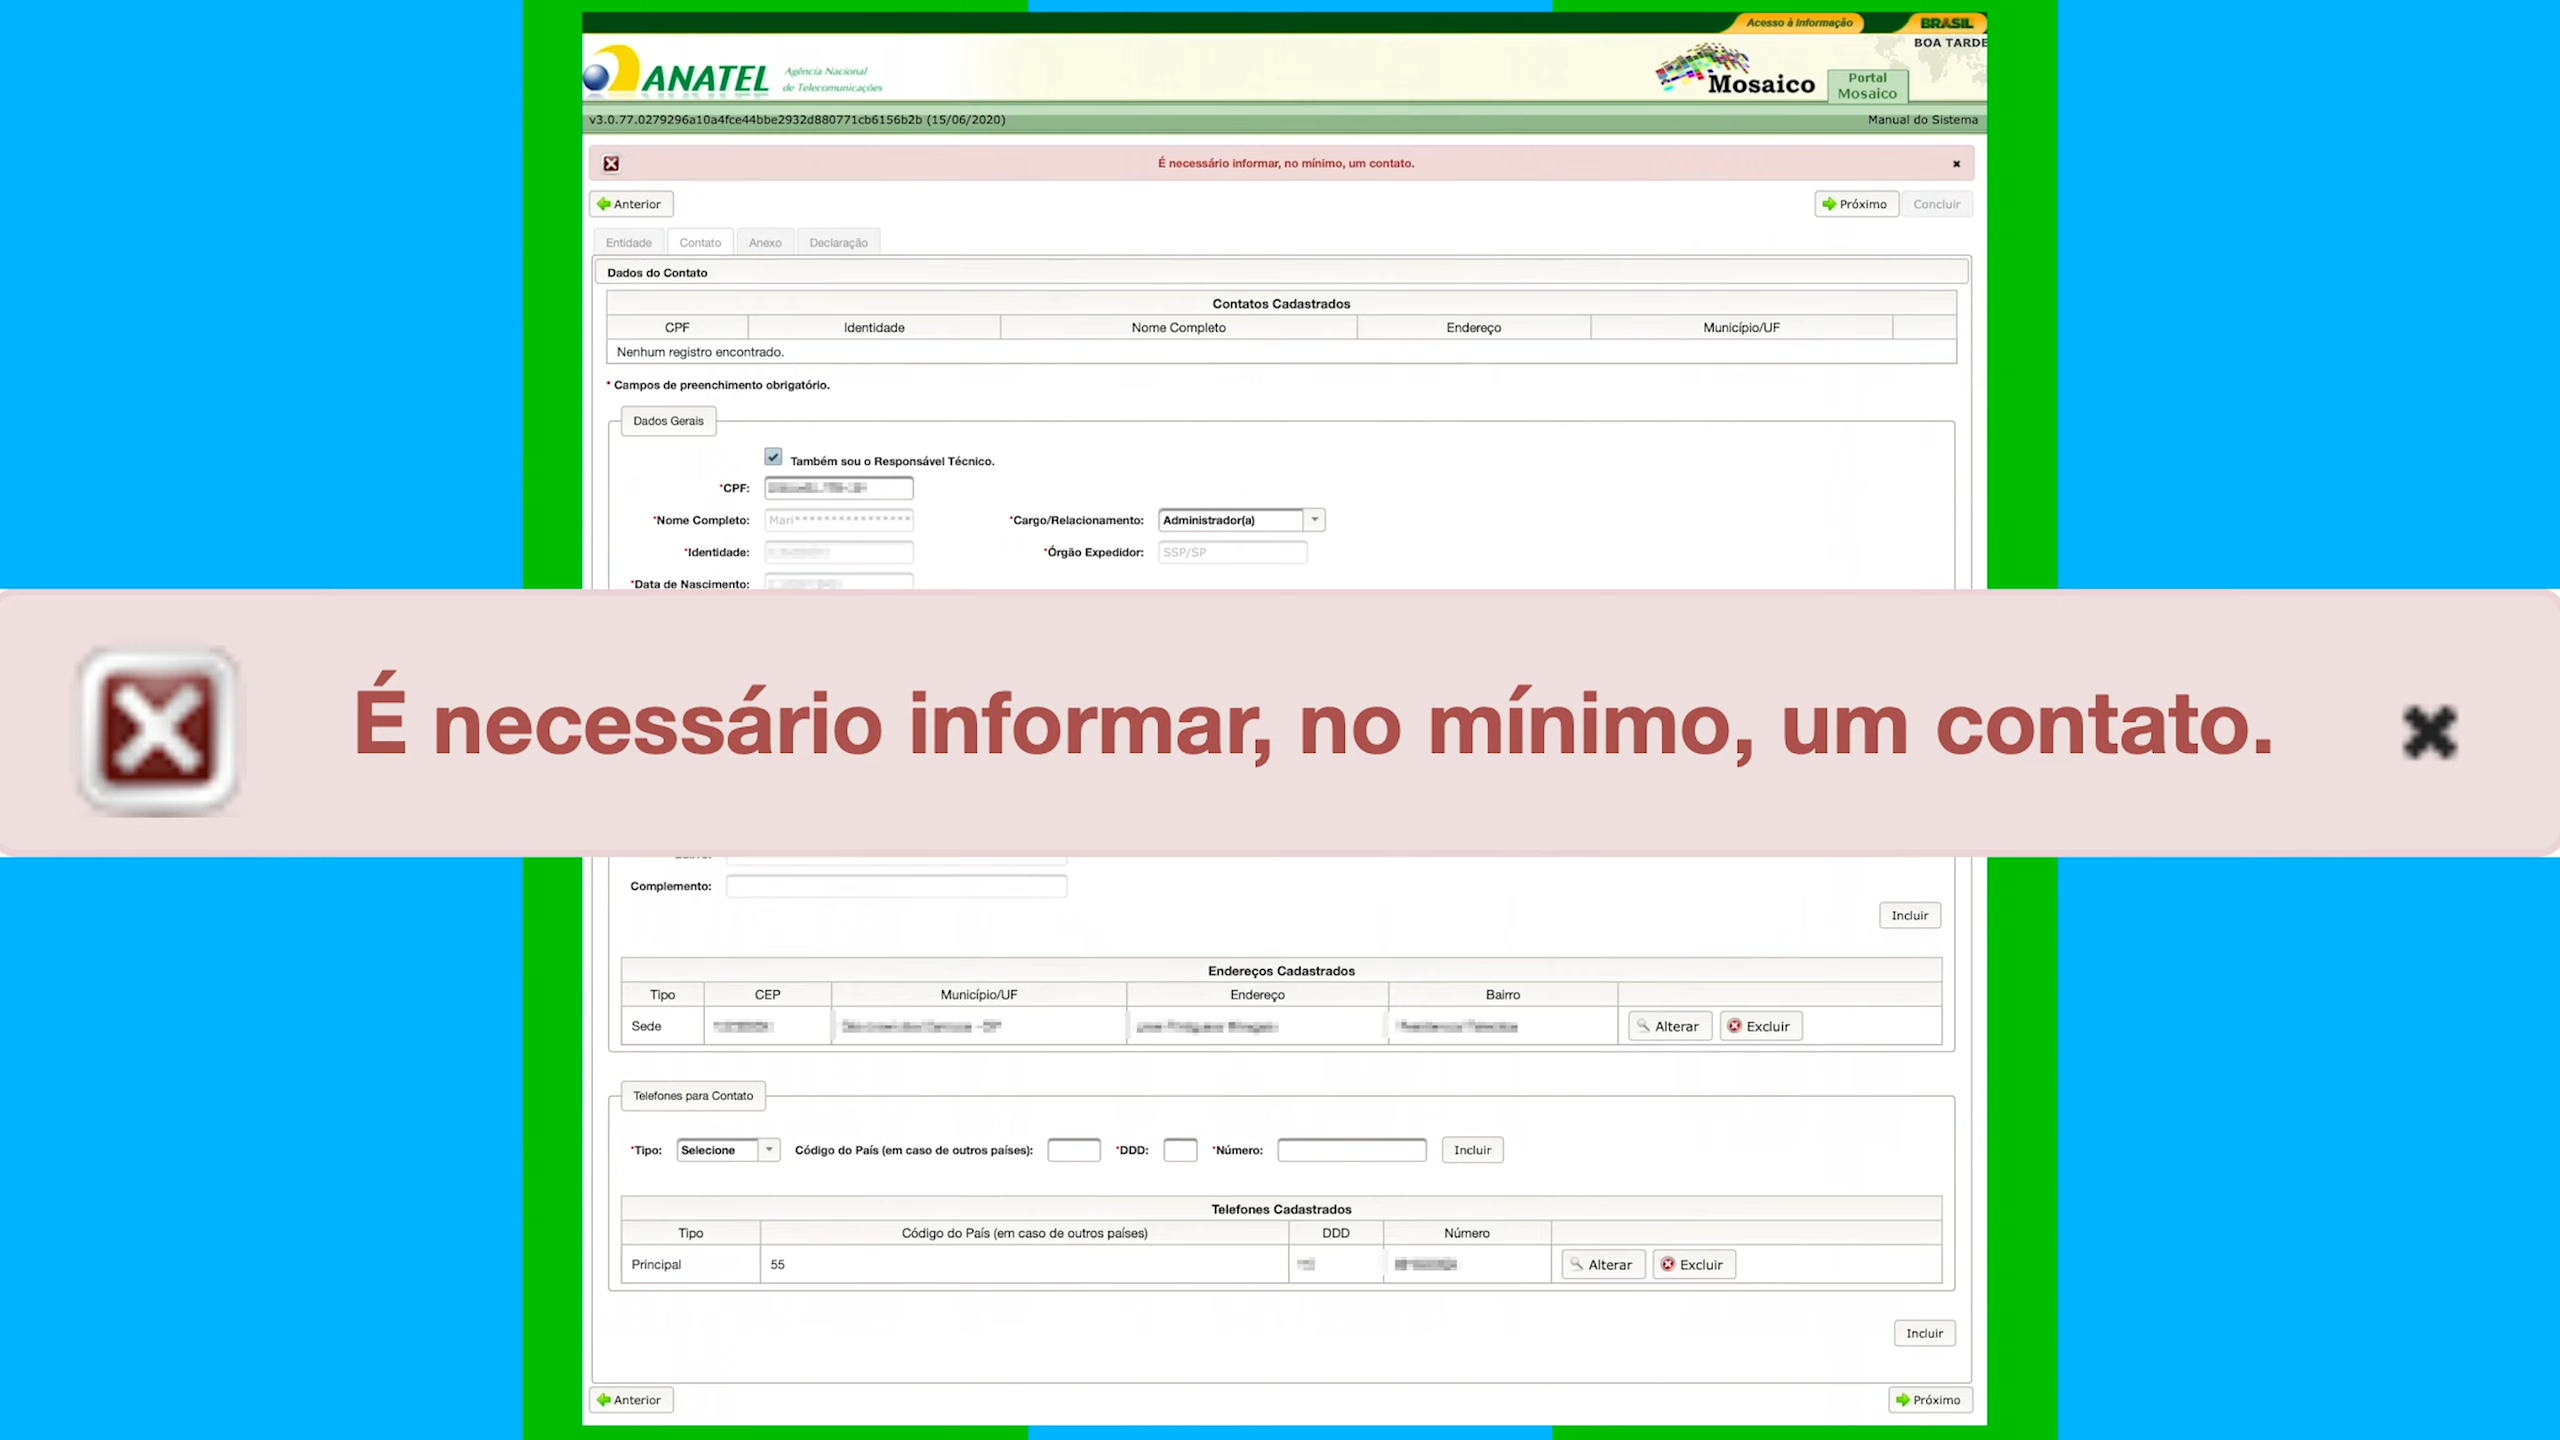 Acesso à Informação
BRASIL
BOA TARDE
ANATEL
Agência Nacional
de Telecomunicações
Mosaico
Portal
Mosaico
v3.0.77.0279296a10a4fce44bbe2932d880771cb6156b2b (15/06/2020)
Manual do Sistema
É necessário informar, no mínimo, um contato.
Anterior
Próximo
Concluir
Entidade
Contato
Anexo
Declaração
Dados do Contato
Contatos Cadastrados
CPF
Identidade
Nome Completo
Endereço
Município/UF
Nenhum registro encontrado.
* Campos de preenchimento obrigatório.
Dados Gerais
Também sou o Responsável Técnico.
*CPF:
*Nome Completo: Mari******************
*Cargo/Relacionamento: Administrador(a)
*Identidade:
*Órgão Expedidor: SSP/SP
*Data de Nascimento:
É necessário informar, no mínimo, um contato.
Complemento:
Incluir
Endereços Cadastrados
Tipo
CEP
Município/UF
Endereço
Bairro
Sede
Alterar
Excluir
Telefones para Contato
*Tipo: Selecione
Código do País (em caso de outros países):
*DDD:
*Número:
Incluir
Telefones Cadastrados
Tipo
Código do País (em caso de outros países)
DDD
Número
Principal
55
Alterar
Excluir
Incluir
Anterior
Próximo